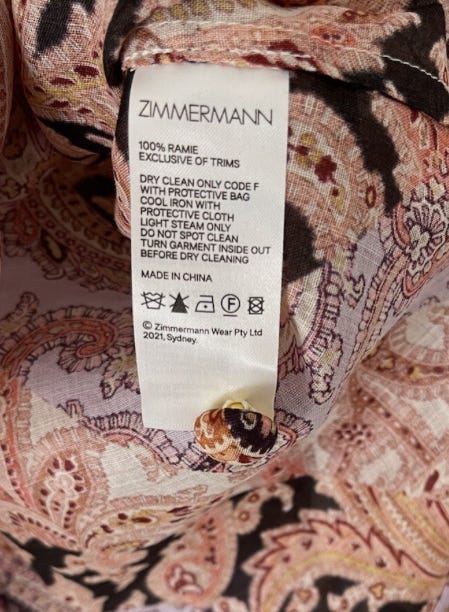 ZIMMERMANN
100% RAMIE
EXCLUSIVE OF TRIMS
DRY CLEAN ONLY CODE F
WITH PROTECTIVE BAG
COOL IRON WITH
PROTECTIVE CLOTH
LIGHT STEAM ONLY
DO NOT SPOT CLEAN
TURN GARMENT INSIDE OUT
BEFORE DRY CLEANING
MADE IN CHINA
F
© Zimmermann Wear Pty Ltd
2021, Sydney.